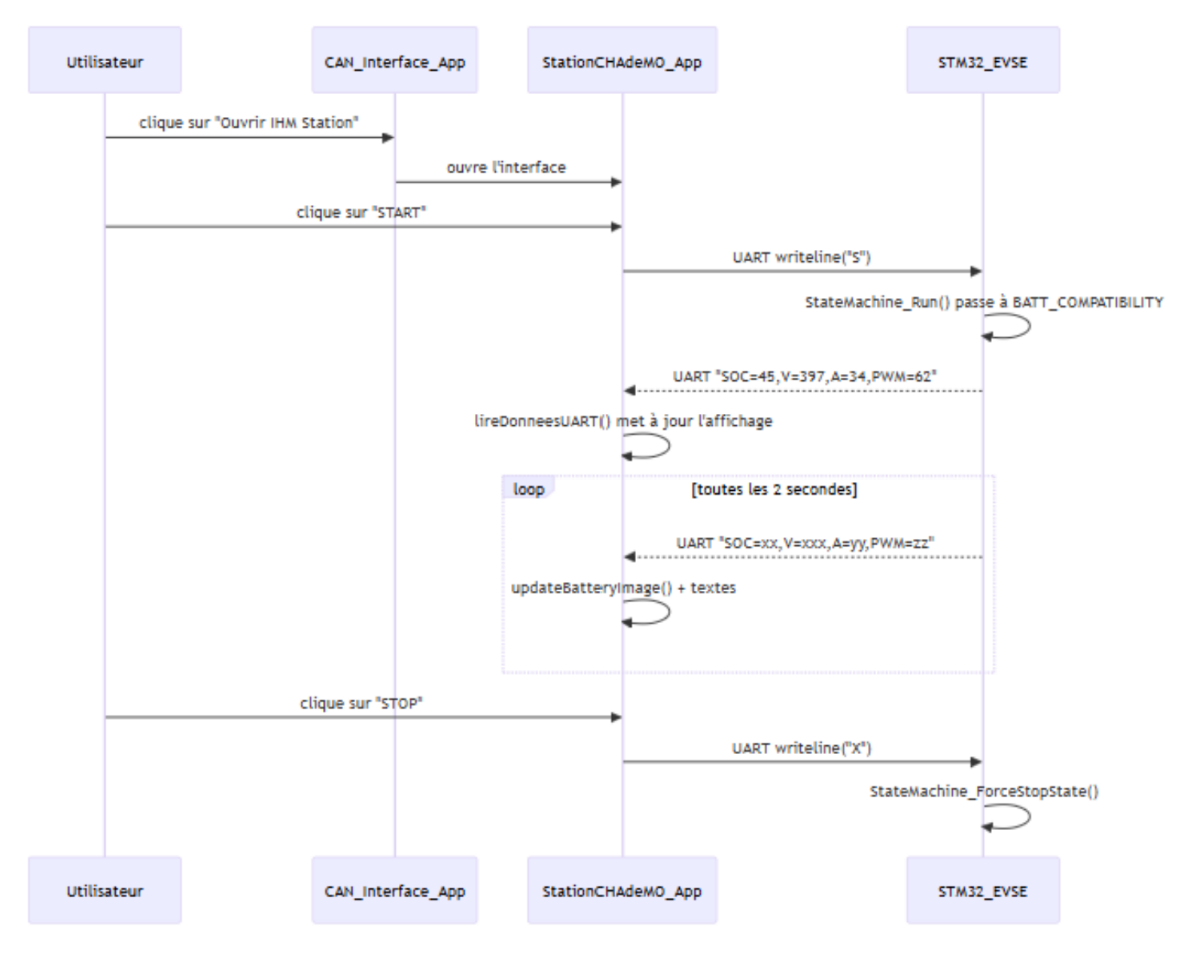 Utilisateur CAN_Interface_App StationCHAdeMO_App STM32_EVSE
clique sur "Ouvrir IHM Station"
ouvre l'interface
clique sur "START"
UART writeline("S")
StateMachine_Run() passe à BATT_COMPATIBILITY
UART "SOC=45,V=397,A=34,PWM=62"
lireDonneesUART() met à jour l'affichage
loop [toutes les 2 secondes]
UART "SOC=xx,V=xxx,A=yy,PWM=zz"
updateBatteryImage() + textes
clique sur "STOP"
UART writeline("X")
StateMachine_ForceStopState()
Utilisateur CAN_Interface_App StationCHAdeMO_App STM32_EVSE